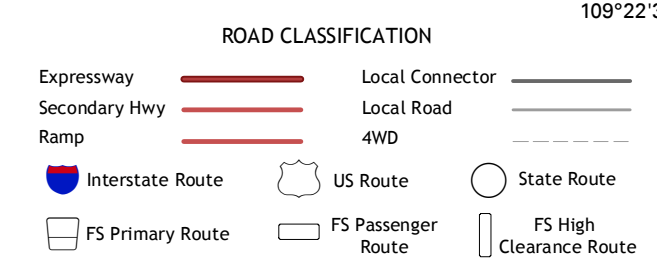 109°22'3
ROAD CLASSIFICATION
Expressway
Local Connector
Secondary Hwy
Local Road
Ramp
4WD
Interstate Route
US Route
State Route
FS Primary Route
FS Passenger
Route
FS High
Clearance Route